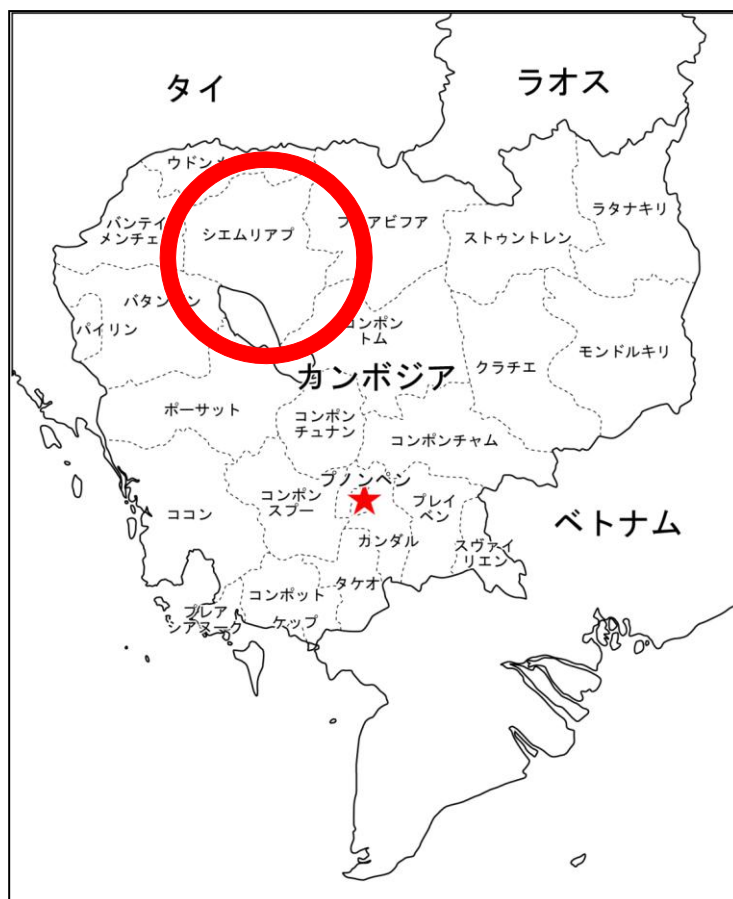 タイ
ラオス
ウドンメ
シエムリアプ
バンテイ
メンチェ
プ
アビフア
ストゥントレン
ラタナキリ
バタン
バン
パイリン
コンポン
トム
クラチエ
モンドルキリ
カンボジア
ポーサット
コンポン
チュナン
コンポンチャム
プノンペン
コンポン
スプー
プレイ
ベン
ココン
カンダル
スヴァイ
リエン
ベトナム
タケオ
コンポット
ケップ
プレア
シアヌーク